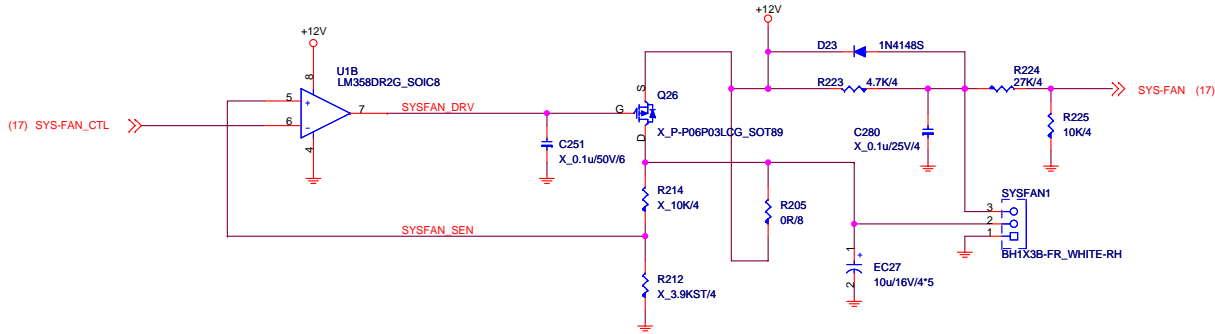 +12V
U1B
LM358DR2G_SOIC8
8
5
+
6
-
7
4
(17) SYS-FAN_CTL
SYSFAN_DRV
C251
X_0.1u/50V/6
S
G
D
Q26
X_P-P06P03LCG_SOT89
R214
X_10K/4
SYSFAN_SEN
R212
X_3.9KST/4
R205
0R/8
+12V
D23
1N4148S
R223
4.7K/4
C280
X_0.1u/25V/4
R224
27K/4
R225
10K/4
SYS-FAN (17)
1
+
2
EC27
10u/16V/4*5
SYSFAN1
3
2
1
BH1X3B-FR_WHITE-RH